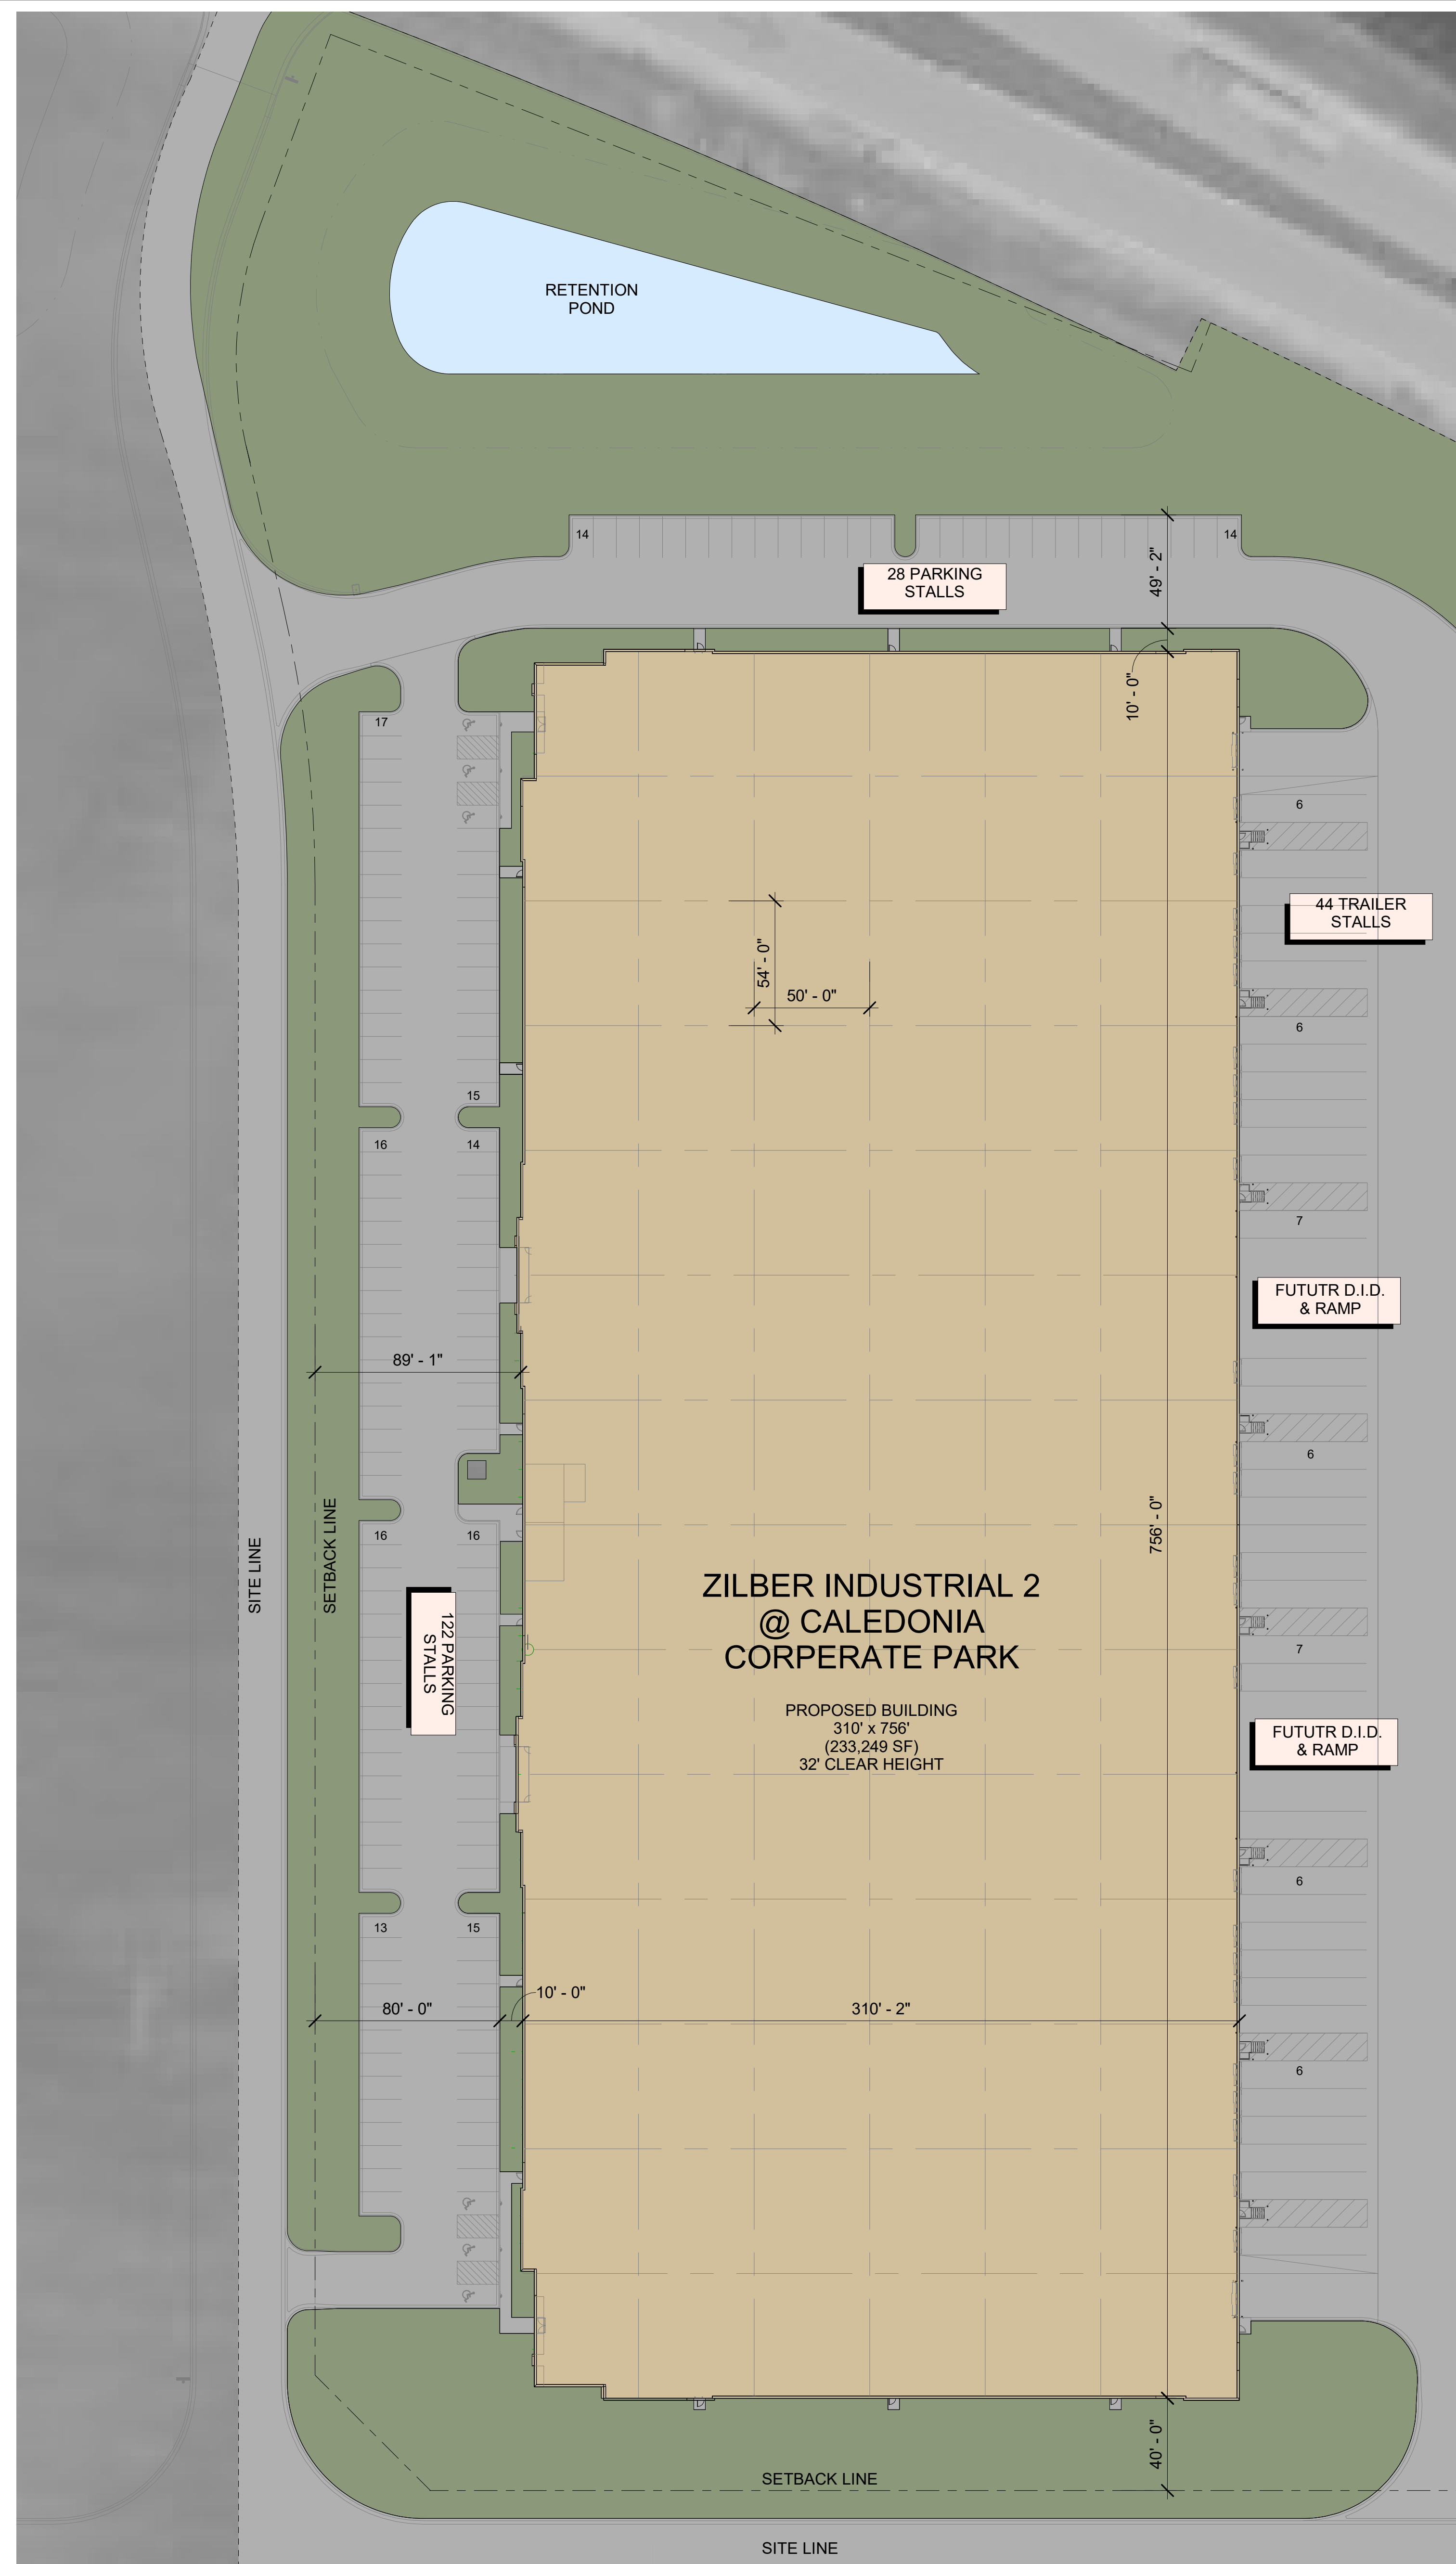 RETENTION
POND
14
14
28 PARKING
STALLS
49' - 2"
10' - 0"
17
6
44 TRAILER
STALLS
54' - 0"
50' - 0"
6
15
16
14
7
FUTUTR D.I.D.
& RAMP
89' - 1"
6
SITE LINE
SETBACK LINE
756' - 0"
16
16
122 PARKING
STALLS
ZILBER INDUSTRIAL 2
@ CALEDONIA
CORPERATE PARK
7
PROPOSED BUILDING
310' x 756'
(233,249 SF)
32' CLEAR HEIGHT
FUTUTR D.I.D.
& RAMP
6
13
15
10' - 0"
80' - 0"
310' - 2"
6
40' - 0"
SETBACK LINE
SITE LINE